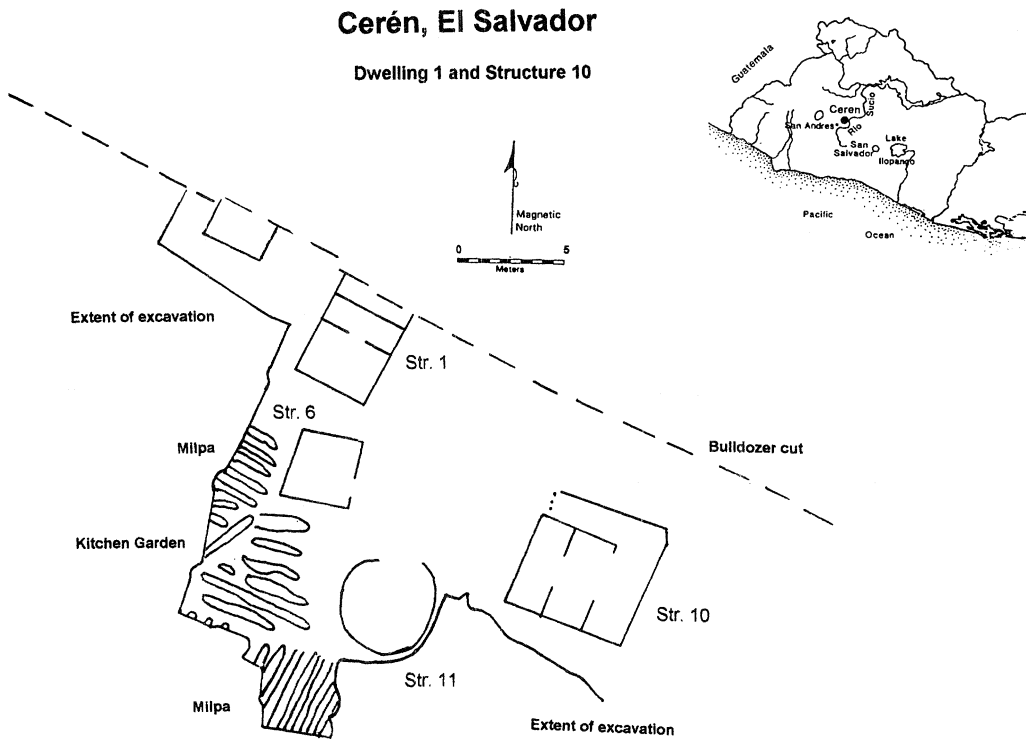 Cerén, El Salvador
Dwelling 1 and Structure 10
Guatemala
Ceren
Sucio
San Andres
Rio
San
Salvador
Lake
Ilopango
Pacific
Ocean
Magnetic
North
0 5
Meters
Extent of excavation
Str. 1
Str. 6
Milpa
Bulldozer cut
Kitchen Garden
Str. 10
Str. 11
Milpa
Extent of excavation